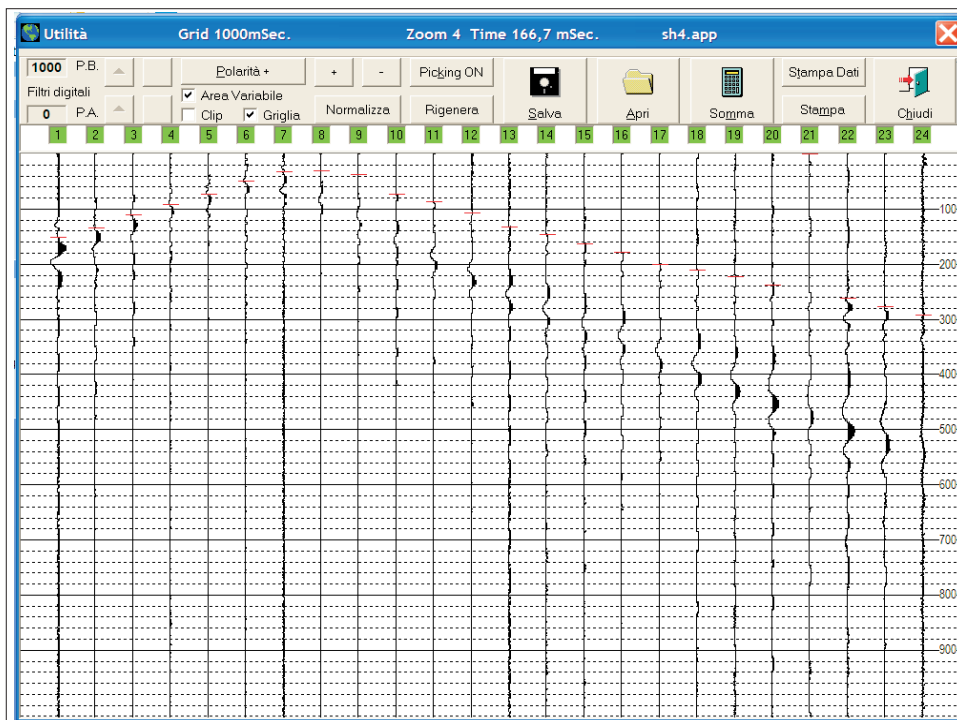 Utilità Grid 1000mSec. Zoom 4 Time 166,7 mSec. sh4.app
1000 P.B. Polarità + + - Picking ON Stampa Dati
Filtri digitali Area Variabile
0 P.A. Clip Griglia Normalizza Rigenera Salva Apri Somma Stampa Chiudi
1 2 3 4 5 6 7 8 9 10 11 12 13 14 15 16 17 18 19 20 21 22 23 24
100
200
300
400
500
600
700
800
900